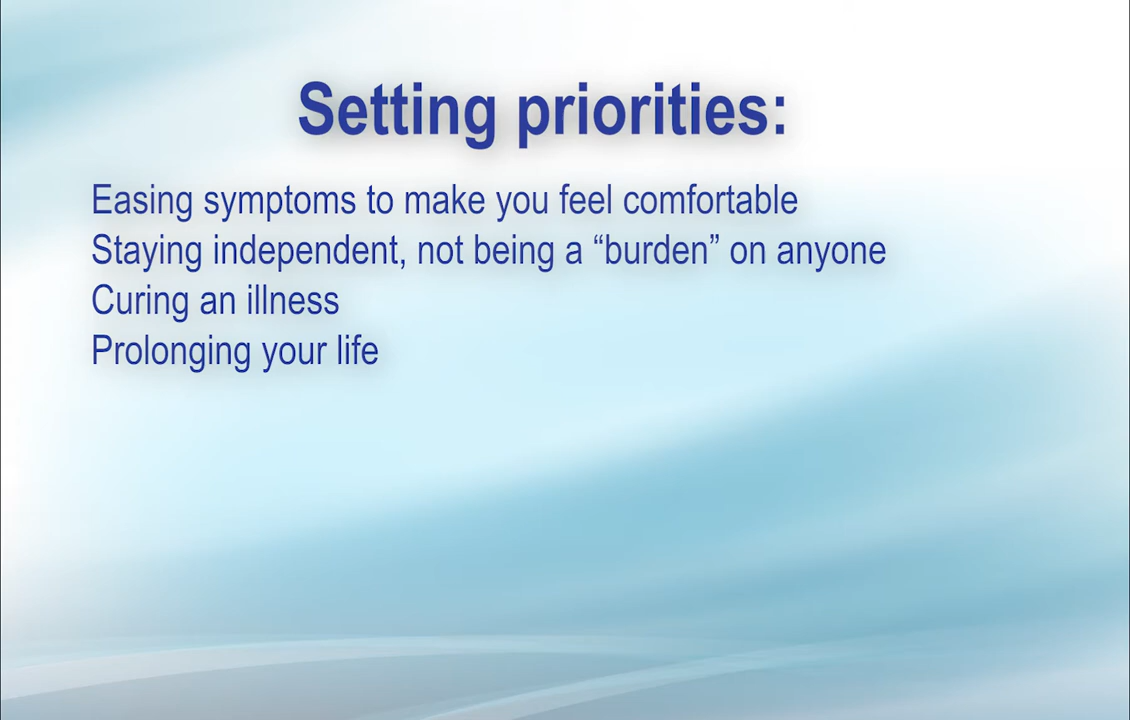 Setting priorities:
Easing symptoms to make you feel comfortable
Staying independent, not being a “burden” on anyone
Curing an illness
Prolonging your life